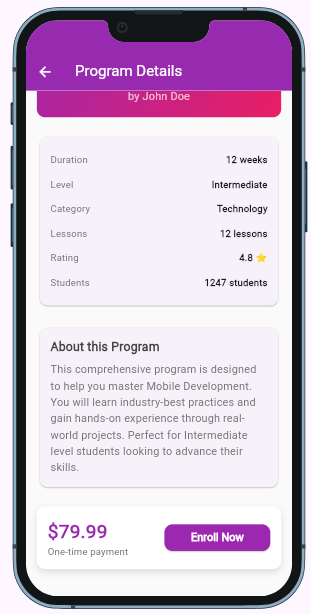 Program Details
by John Doe
Duration 12 weeks
Level Intermediate
Category Technology
Lessons 12 lessons
Rating 4.8 ⭐
Students 1247 students
About this Program
This comprehensive program is designed
to help you master Mobile Development.
You will learn industry-best practices and
gain hands-on experience through real-
world projects. Perfect for Intermediate
level students looking to advance their
skills.
$79.99
One-time payment
Enroll Now